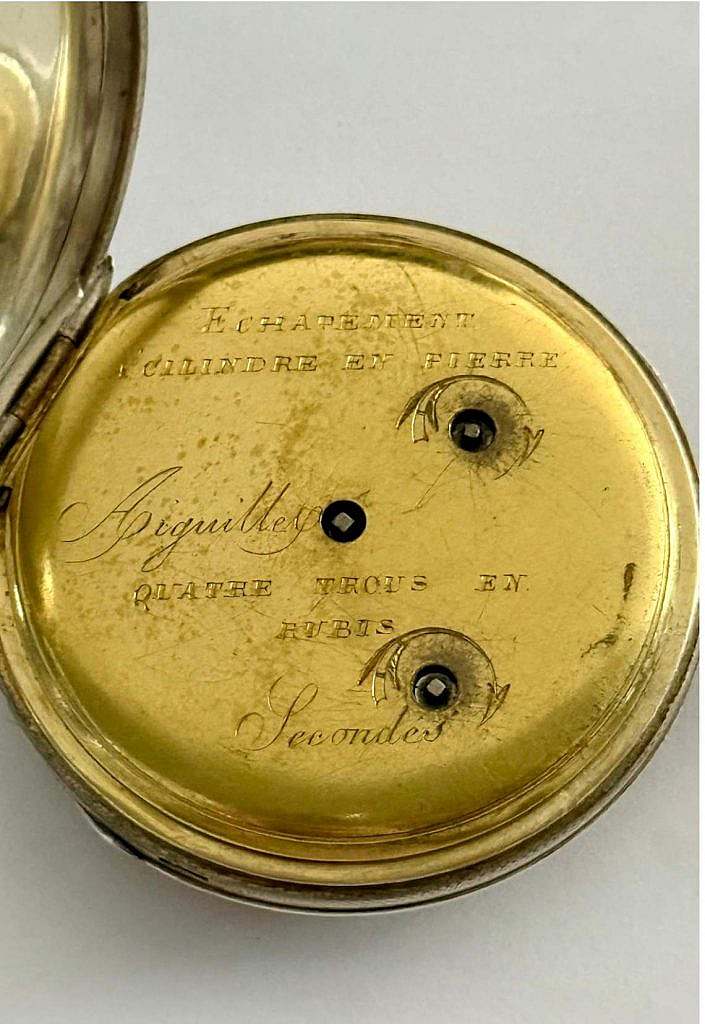 ECHAPEMENT
CILINDRE EN PIERRE
Aiguilles
QUATRE TROUS EN
RUBIS
Secondes